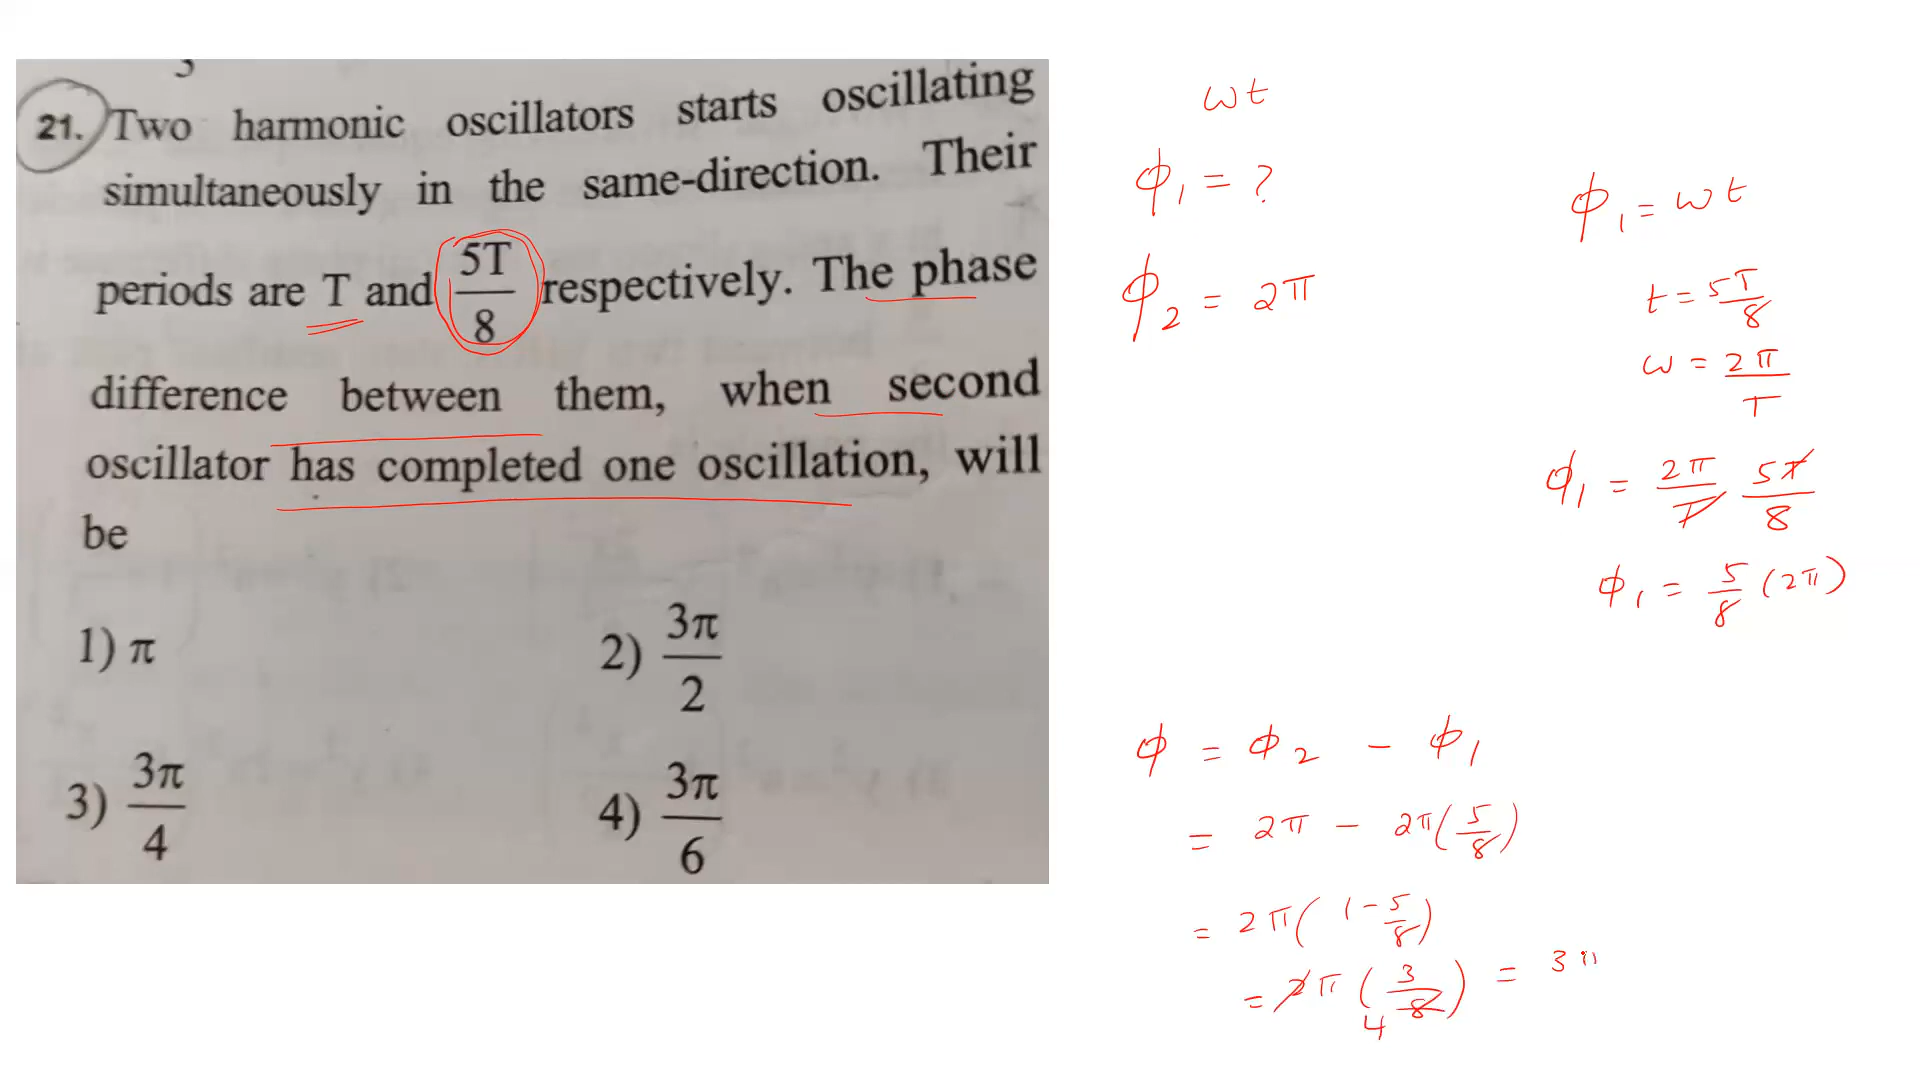 21. Two harmonic oscillators starts oscillating
simultaneously in the same-direction. Their
periods are T and 5T/8 respectively. The phase
difference between them, when second
oscillator has completed one oscillation, will
be
1) π
2) 3π/2
3) 3π/4
4) 3π/6
ωt
ϕ₁ = ?
ϕ₂ = 2π
ϕ₁ = ωt
t = 5T/8
ω = 2π/T
ϕ₁ = 2π/T 5T/8
ϕ₁ = 5/8 (2π)
ϕ = ϕ₂ − ϕ₁
= 2π − 2π(5/8)
= 2π(1 − 5/8)
= 2π(3/8) 4 = 3π